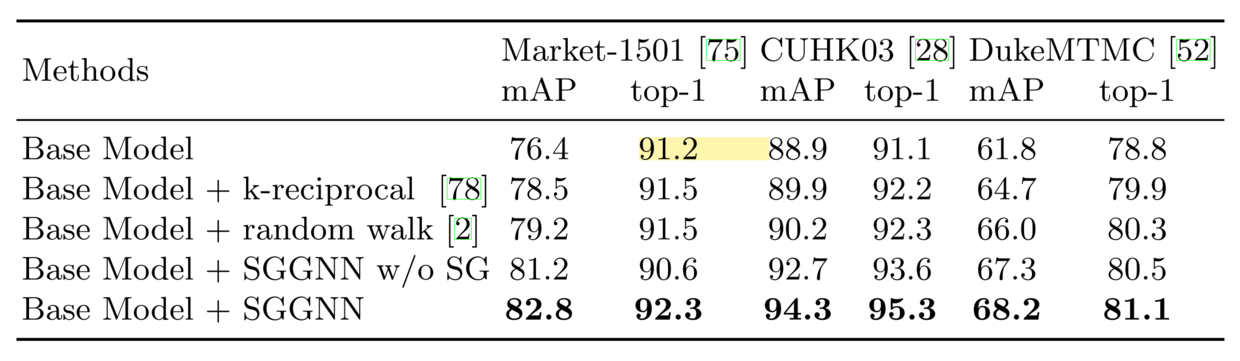 Methods Market-1501 [75] CUHK03 [28] DukeMTMC [52]
mAP top-1 mAP top-1 mAP top-1
Base Model 76.4 91.2 88.9 91.1 61.8 78.8
Base Model + k-reciprocal [78] 78.5 91.5 89.9 92.2 64.7 79.9
Base Model + random walk [2] 79.2 91.5 90.2 92.3 66.0 80.3
Base Model + SGGNN w/o SG 81.2 90.6 92.7 93.6 67.3 80.5
Base Model + SGGNN 82.8 92.3 94.3 95.3 68.2 81.1